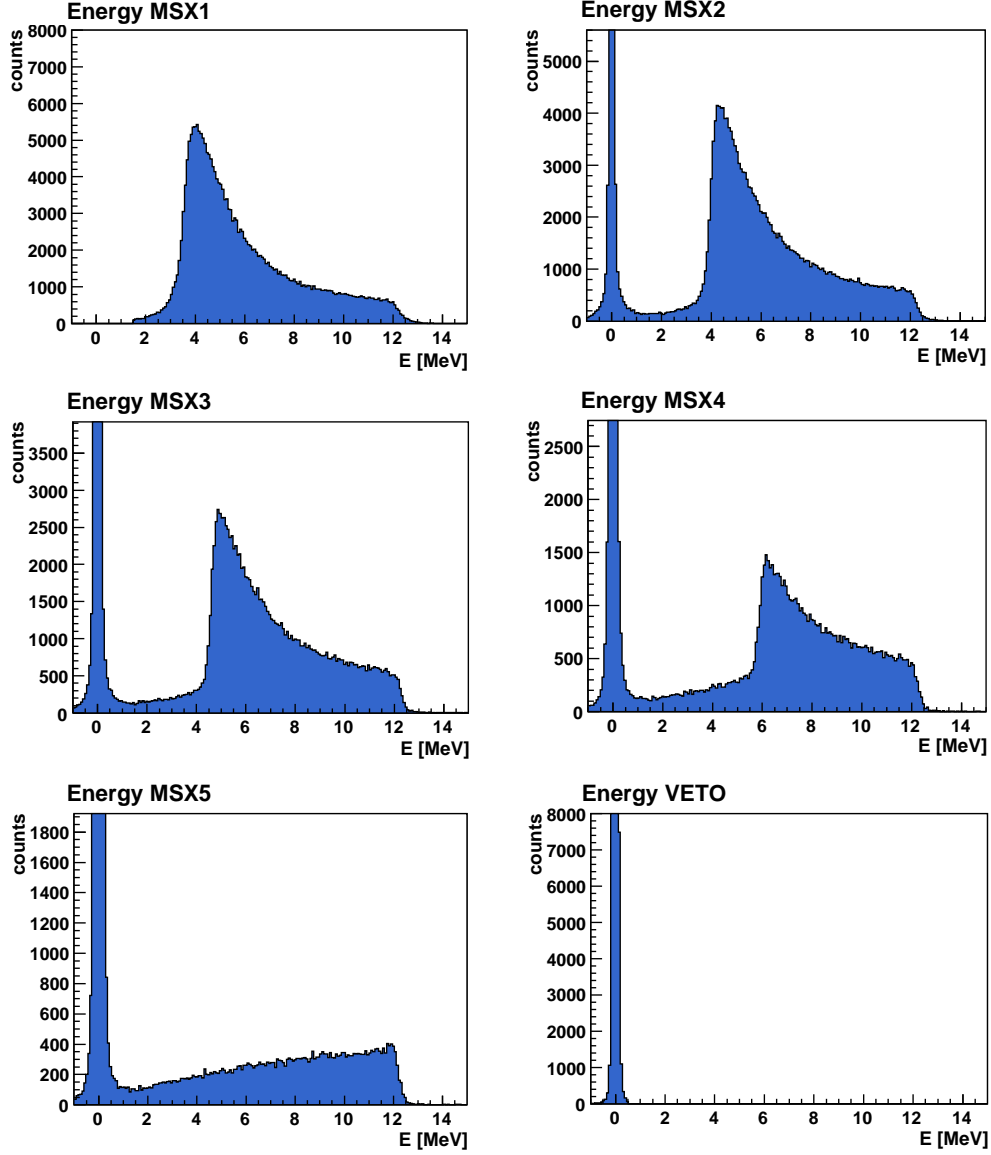 Energy MSX1
counts
8000
7000
6000
5000
4000
3000
2000
1000
0
0 2 4 6 8 10 12 14
E [MeV]
Energy MSX2
counts
5000
4000
3000
2000
1000
0
0 2 4 6 8 10 12 14
E [MeV]
Energy MSX3
counts
3500
3000
2500
2000
1500
1000
500
0
0 2 4 6 8 10 12 14
E [MeV]
Energy MSX4
counts
2500
2000
1500
1000
500
0
0 2 4 6 8 10 12 14
E [MeV]
Energy MSX5
counts
1800
1600
1400
1200
1000
800
600
400
200
0
0 2 4 6 8 10 12 14
E [MeV]
Energy VETO
counts
8000
7000
6000
5000
4000
3000
2000
1000
0
0 2 4 6 8 10 12 14
E [MeV]